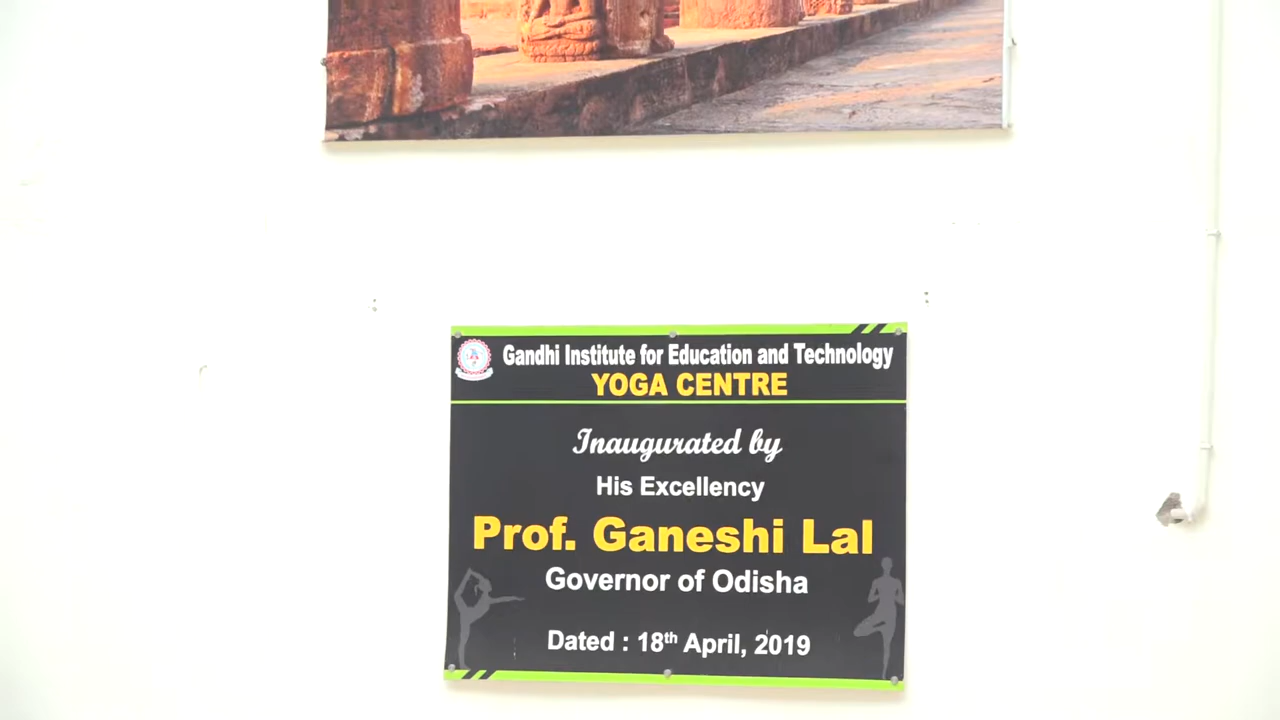 Gandhi Institute for Education and Technology
YOGA CENTRE
Inaugurated by
His Excellency
Prof. Ganeshi Lal
Governor of Odisha
Dated : 18th April, 2019